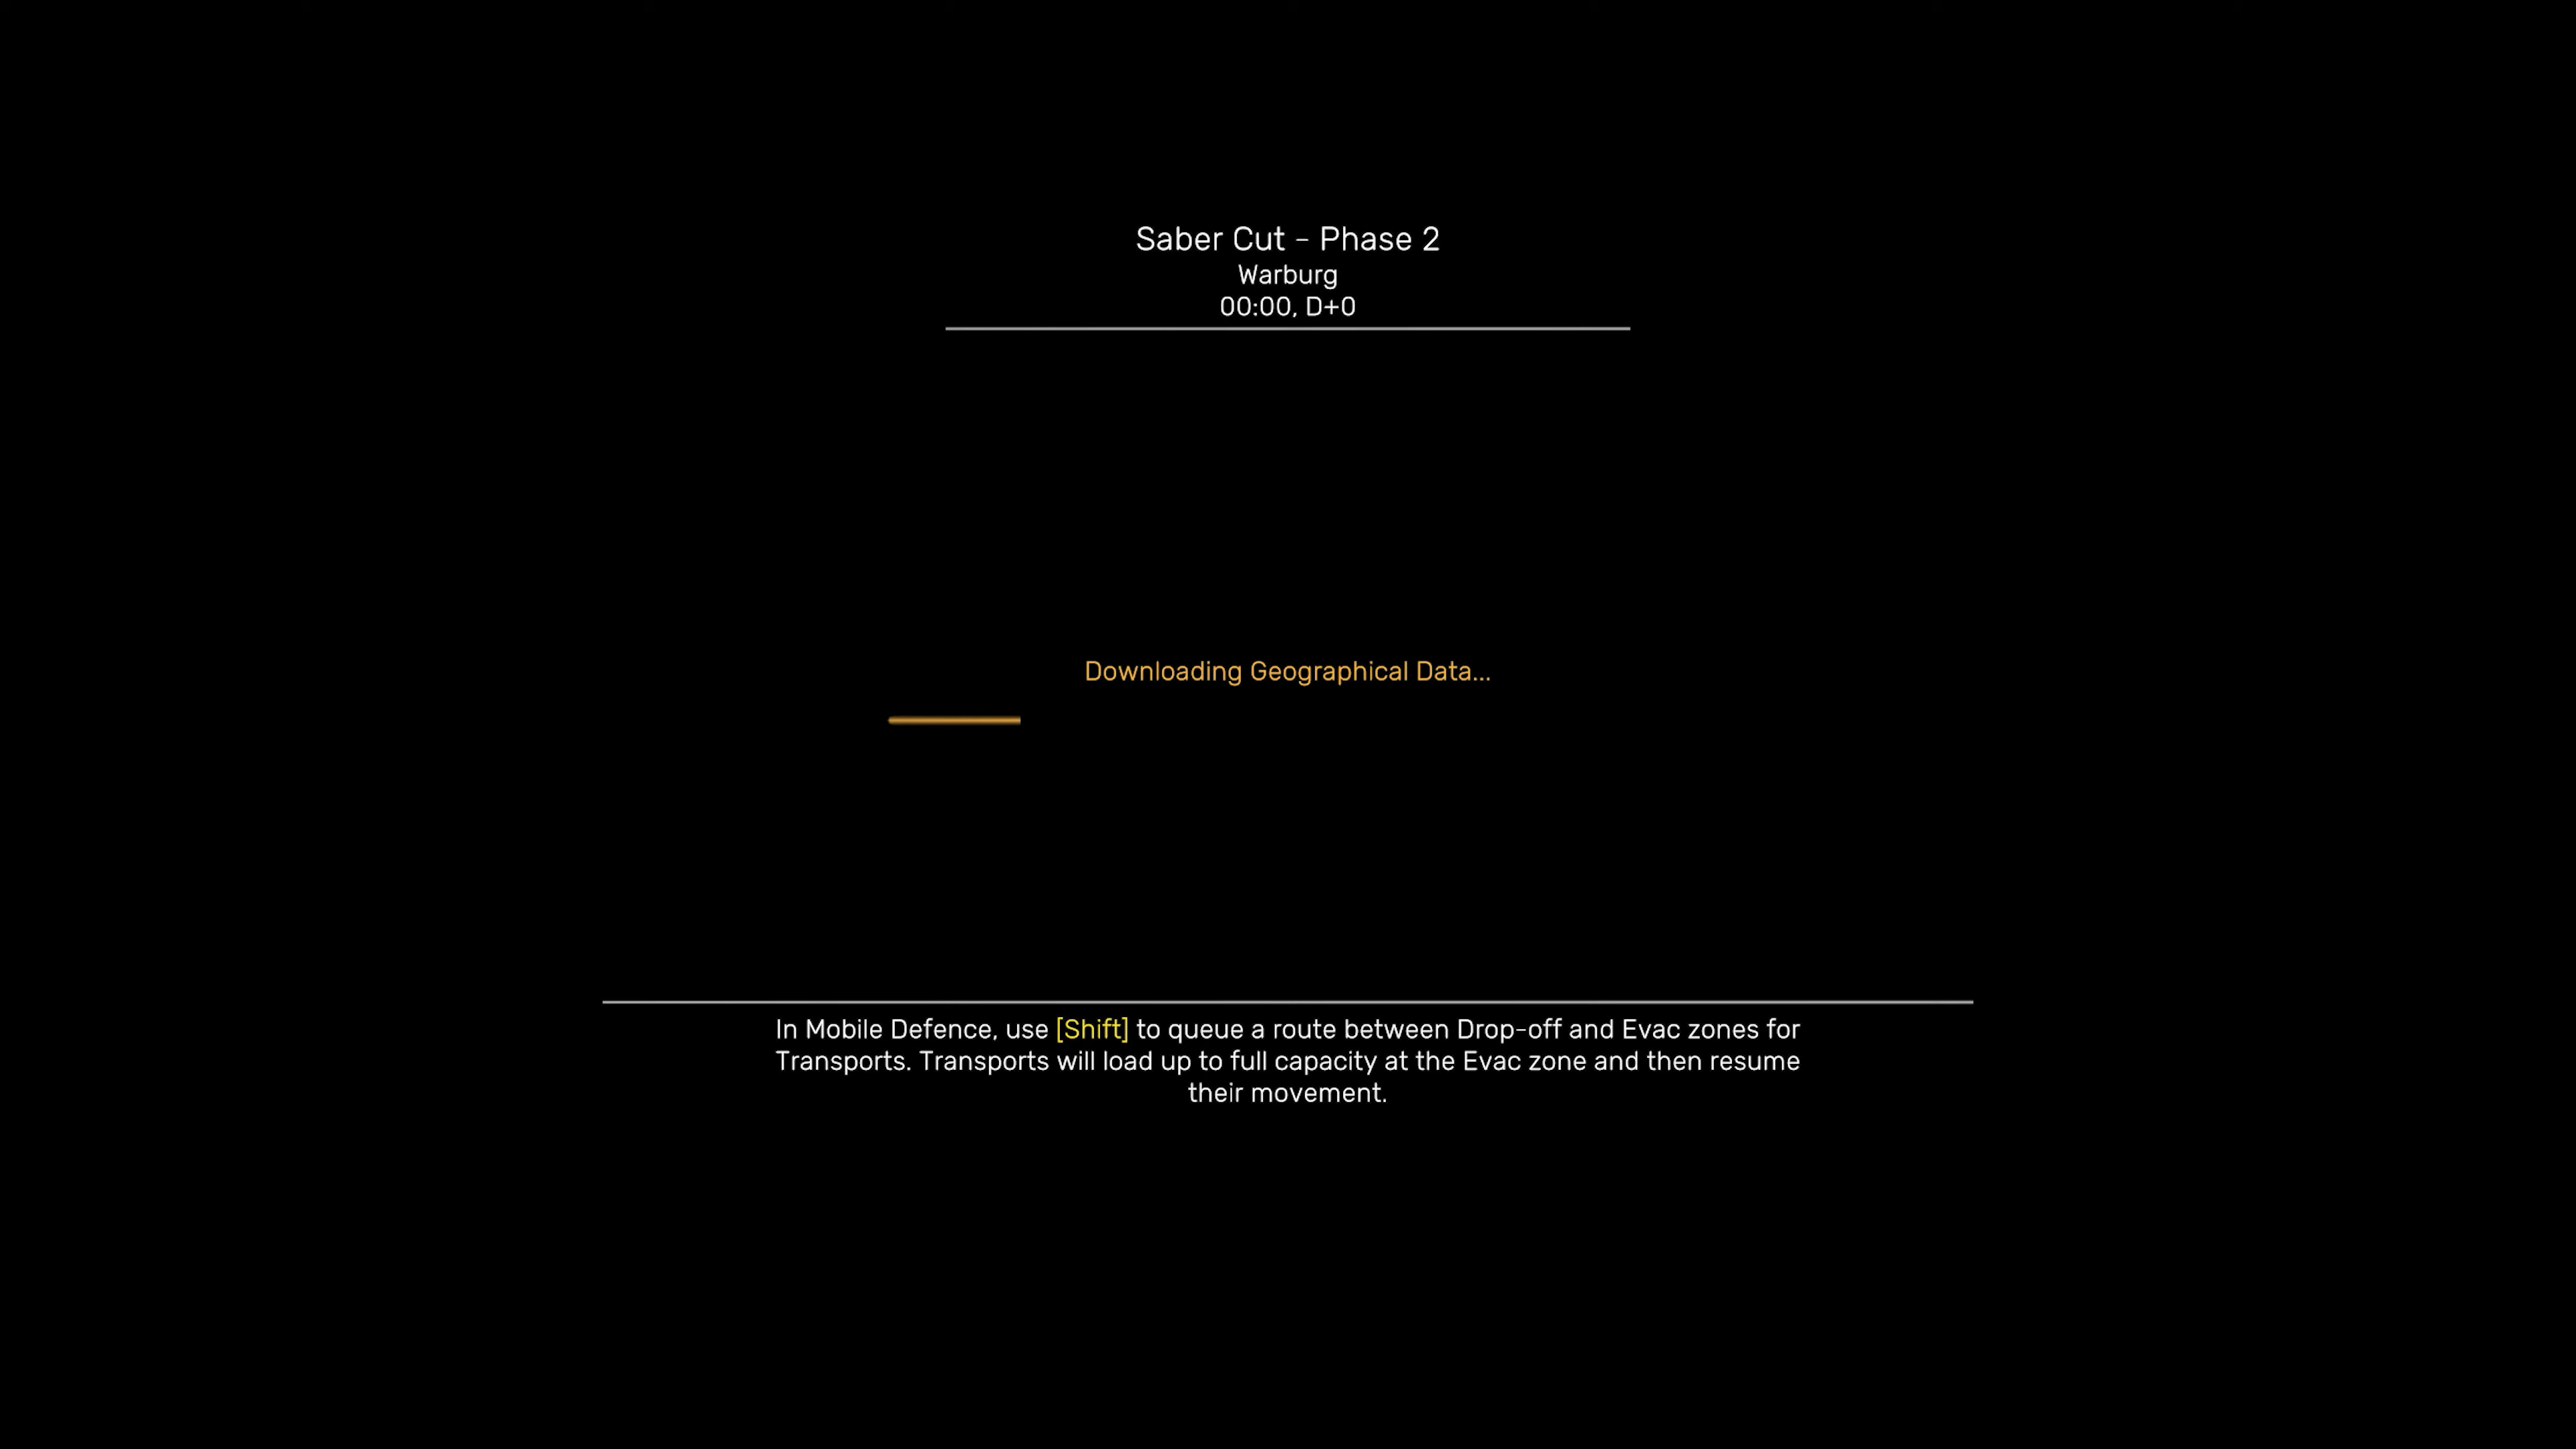 Saber Cut - Phase 2
Warburg
00:00, D+0
Downloading Geographical Data...
In Mobile Defence, use [Shift] to queue a route between Drop-off and Evac zones for
Transports. Transports will load up to full capacity at the Evac zone and then resume
their movement.